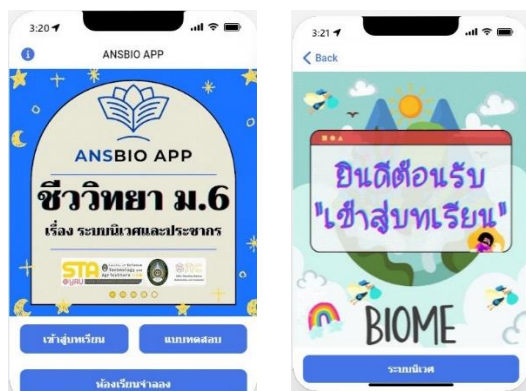 3:20
ANSBIO APP
ANSBIO APP
ชีววิทยา ม.6
เรื่อง ระบบนิเวศและประชากร
STA
@YRU
เข้าสู่บทเรียน
แบบทดสอบ
ห้องเรียนจำลอง
3:21
Back
ยินดีต้อนรับ
"เข้าสู่บทเรียน"
BIOME
ระบบนิเวศ